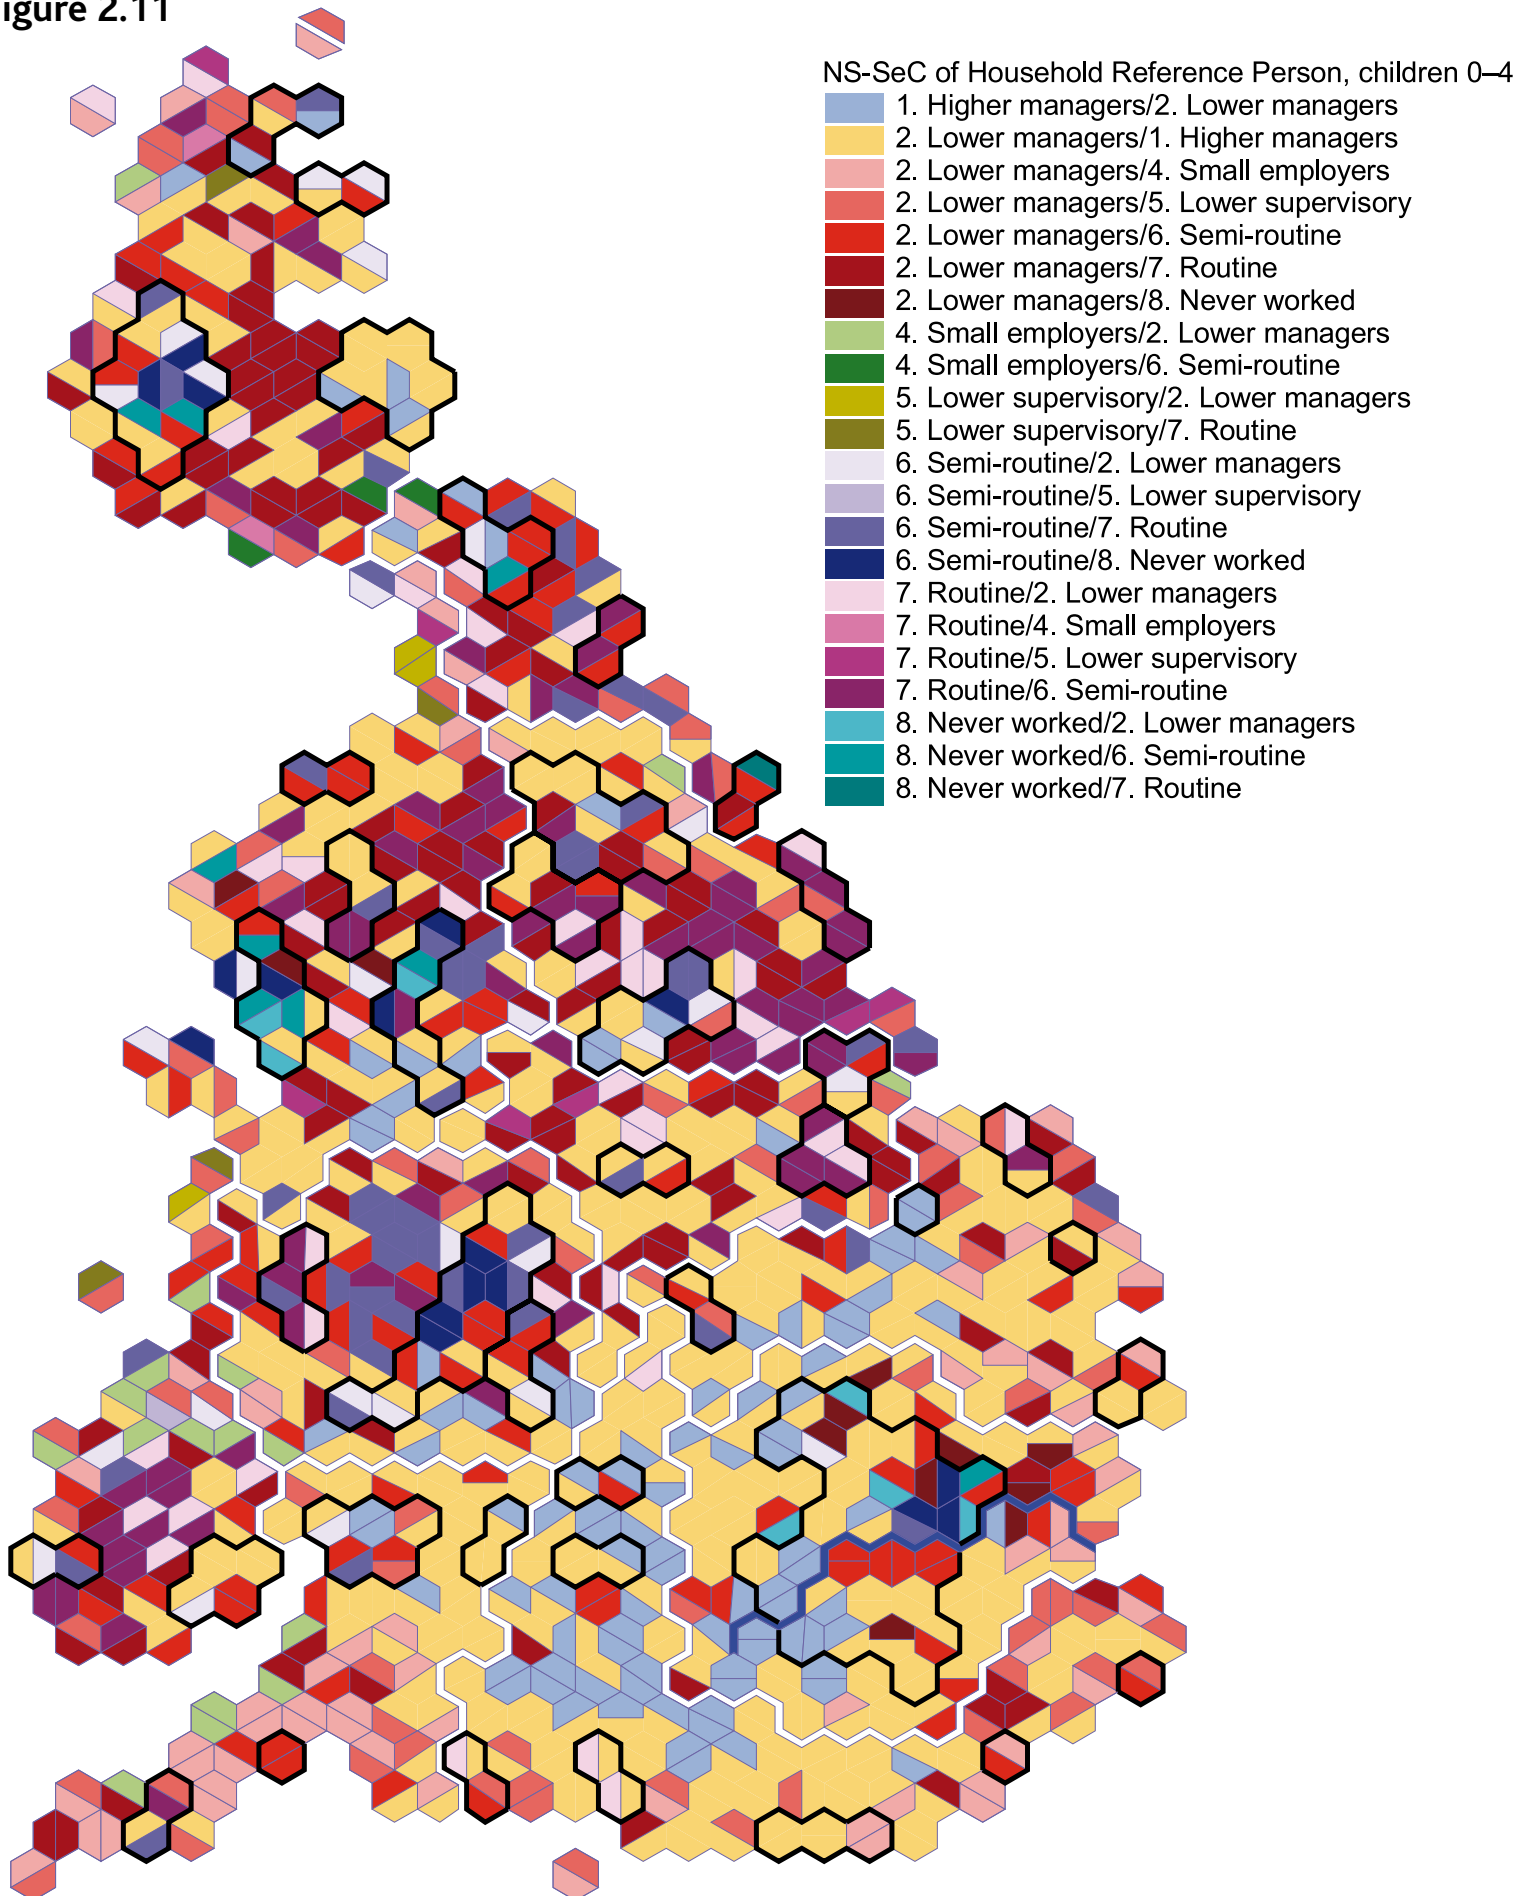 igure 2.11
NS-SeC of Household Reference Person, children 0–4
1. Higher managers/2. Lower managers
2. Lower managers/1. Higher managers
2. Lower managers/4. Small employers
2. Lower managers/5. Lower supervisory
2. Lower managers/6. Semi-routine
2. Lower managers/7. Routine
2. Lower managers/8. Never worked
4. Small employers/2. Lower managers
4. Small employers/6. Semi-routine
5. Lower supervisory/2. Lower managers
5. Lower supervisory/7. Routine
6. Semi-routine/2. Lower managers
6. Semi-routine/5. Lower supervisory
6. Semi-routine/7. Routine
6. Semi-routine/8. Never worked
7. Routine/2. Lower managers
7. Routine/4. Small employers
7. Routine/5. Lower supervisory
7. Routine/6. Semi-routine
8. Never worked/2. Lower managers
8. Never worked/6. Semi-routine
8. Never worked/7. Routine